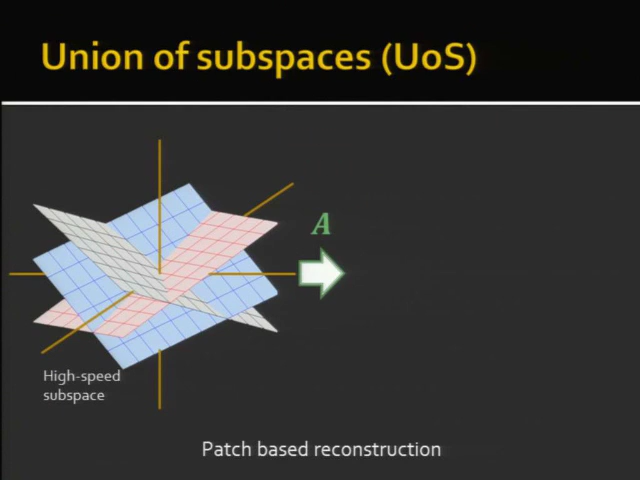 Union of subspaces (UoS)
A
High-speed
subspace
Patch based reconstruction